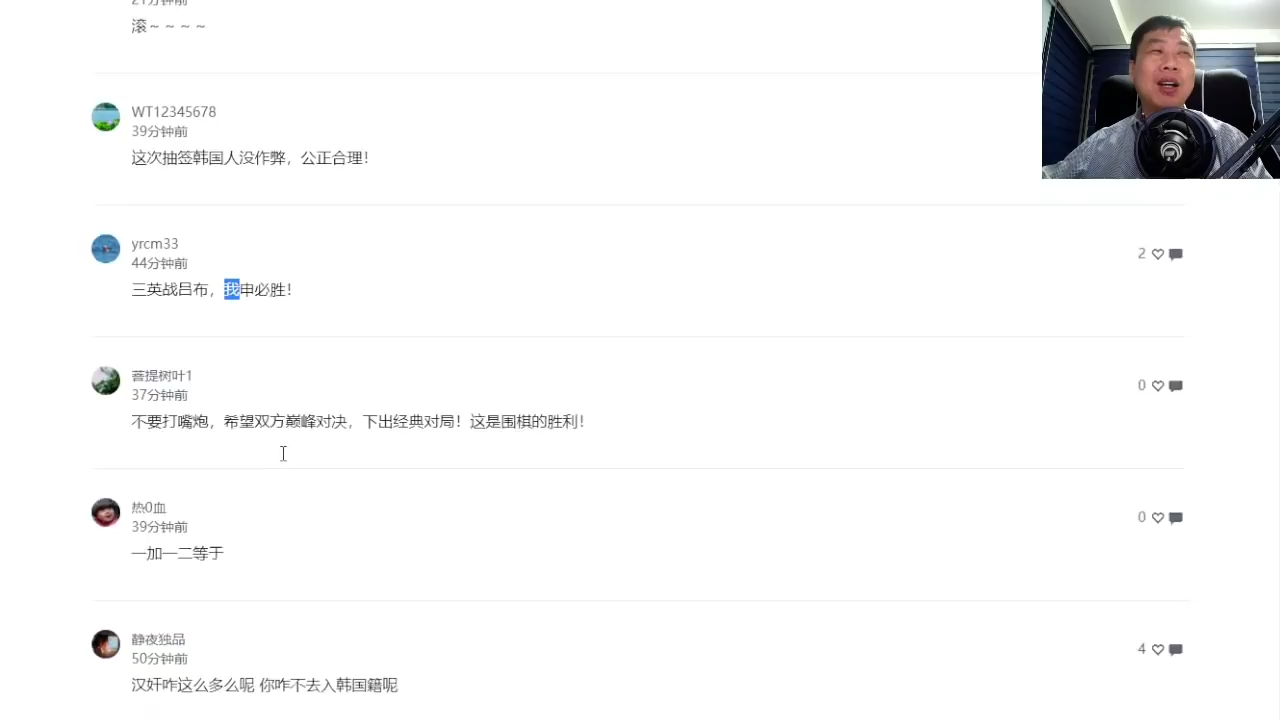 21分钟前
滚~~~~
WT12345678
39分钟前
这次抽签韩国人没作弊，公正合理！
yrcm33
44分钟前
2
三英战吕布，我申必胜！
菩提树叶1
37分钟前
0
不要打嘴炮，希望双方巅峰对决，下出经典对局！这是围棋的胜利！
热0血
39分钟前
0
一加一二等于
静夜独品
50分钟前
4
汉奸咋这么多么呢 你咋不去入韩国籍呢